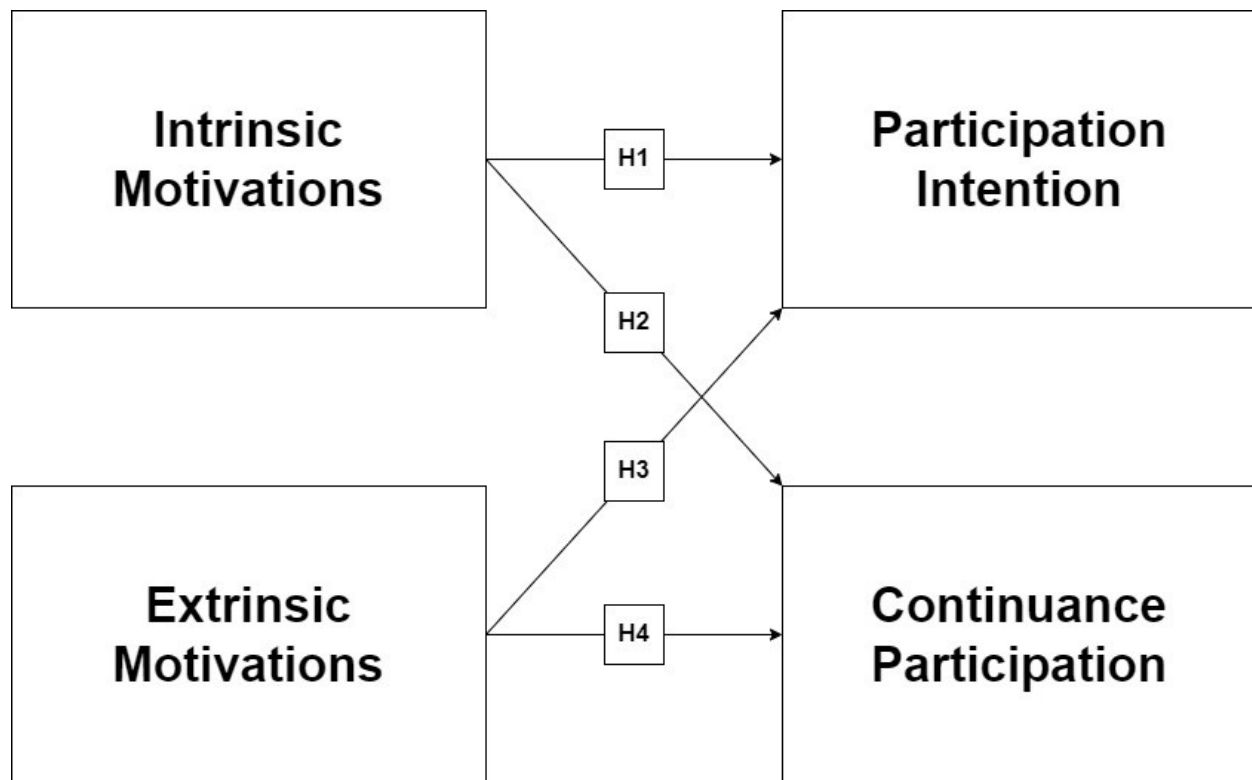 Intrinsic
Motivations
H1
Participation
Intention
H2
H3
Extrinsic
Motivations
H4
Continuance
Participation